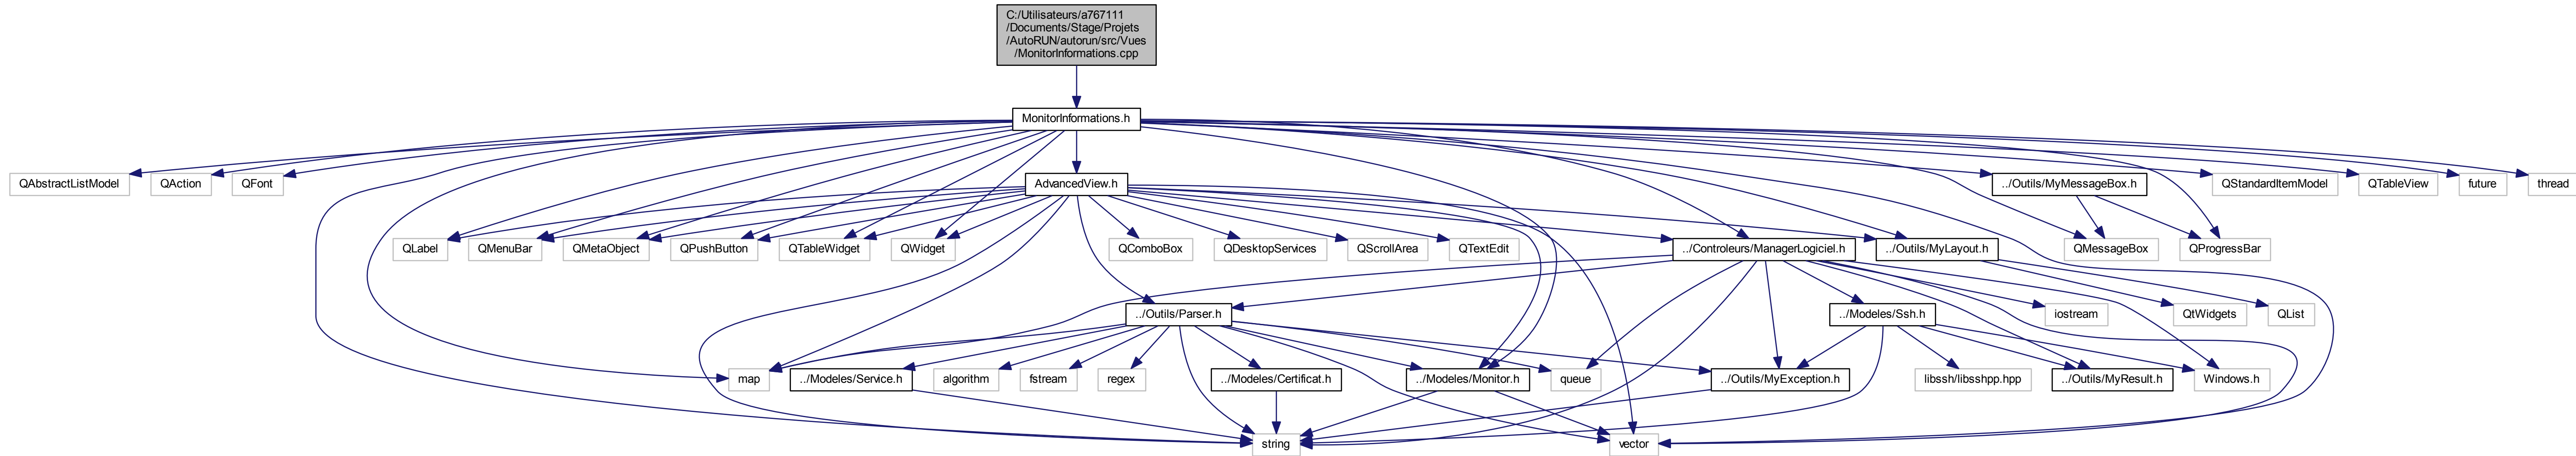 C:/Utilisateurs/a767111
/Documents/Stage/Projets
/AutoRUN/autorun/src/Vues
/MonitorInformations.cpp
MonitorInformations.h
QAbstractListModel
QAction
QFont
AdvancedView.h
../Outils/MyMessageBox.h
QStandardItemModel
QTableView
future
thread
QLabel
QMenuBar
QMetaObject
QPushButton
QTableWidget
QWidget
QComboBox
QDesktopServices
QScrollArea
QTextEdit
../Controleurs/ManagerLogiciel.h
../Outils/MyLayout.h
QMessageBox
QProgressBar
../Outils/Parser.h
../Modeles/Ssh.h
iostream
QtWidgets
QList
map
../Modeles/Service.h
algorithm
fstream
regex
../Modeles/Certificat.h
../Modeles/Monitor.h
queue
../Outils/MyException.h
libssh/libsshpp.hpp
../Outils/MyResult.h
Windows.h
string
vector